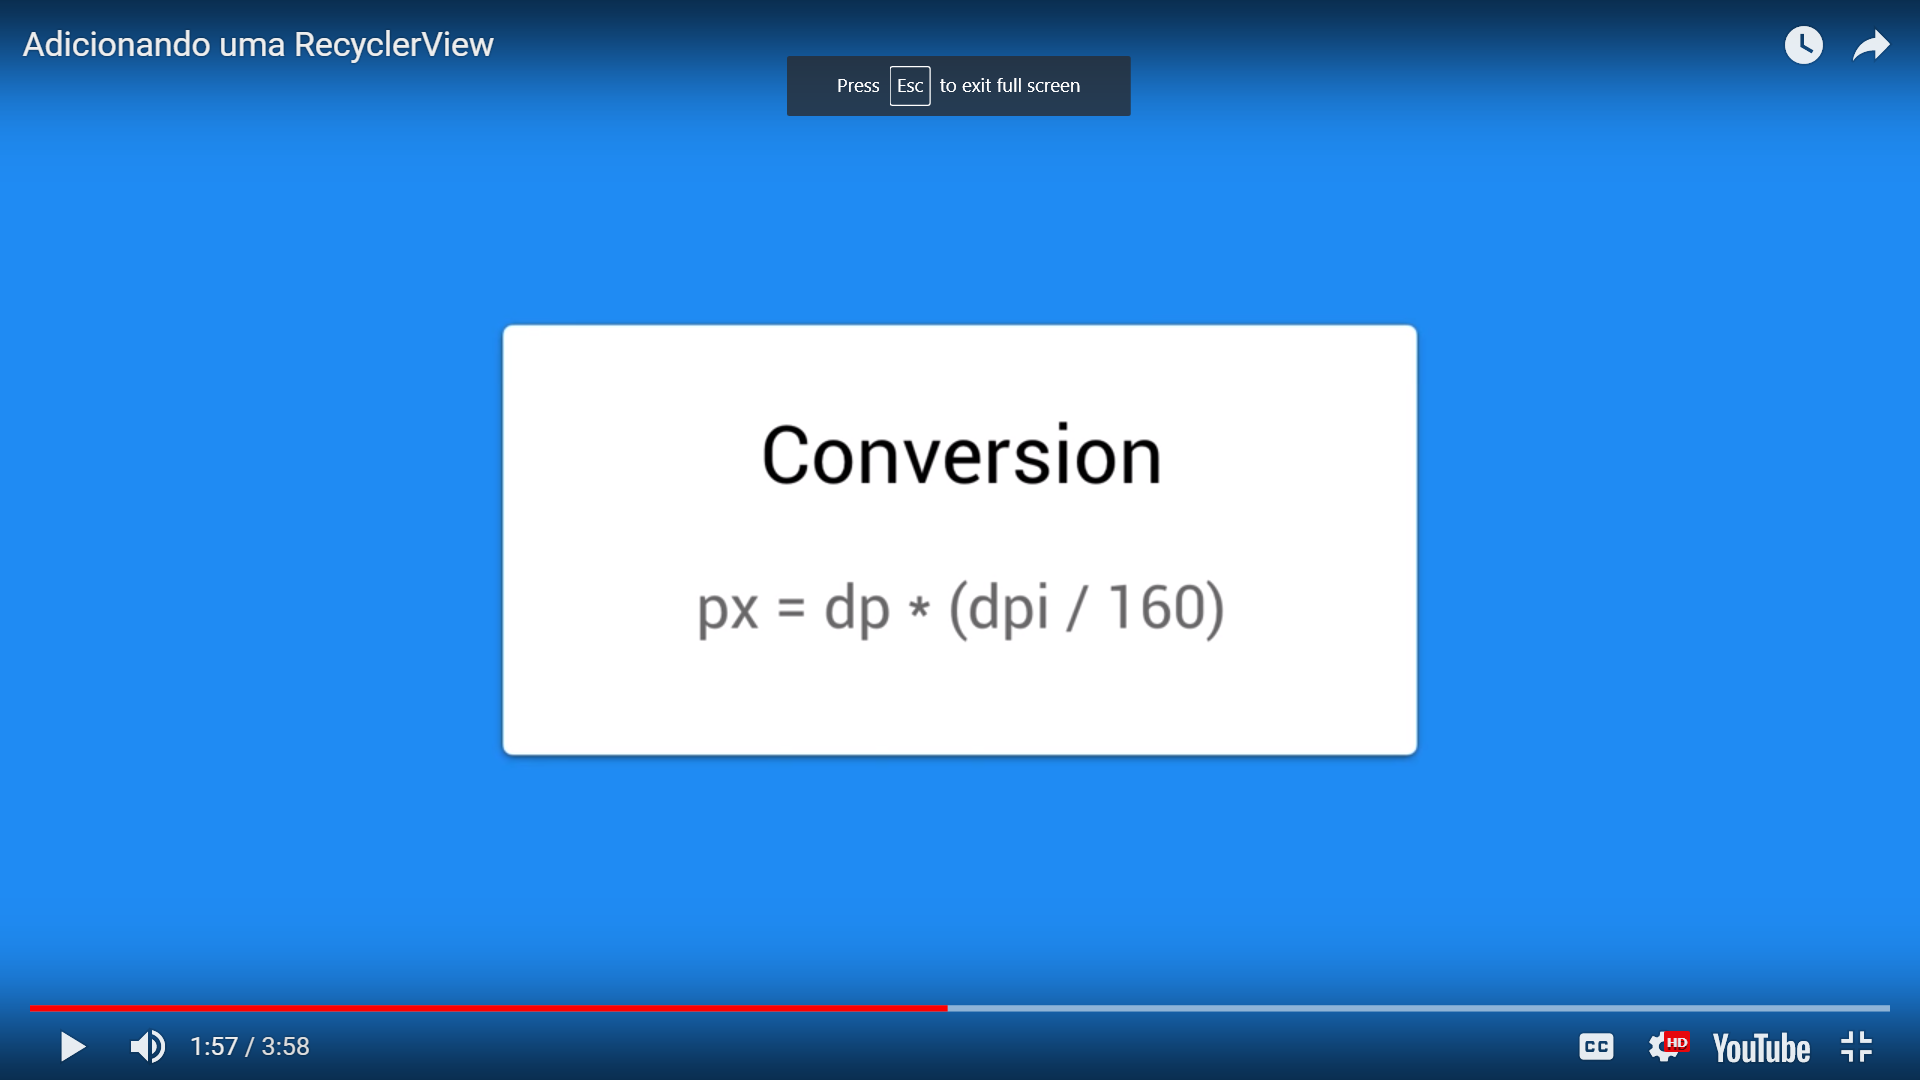 Adicionando uma RecyclerView
Press Esc to exit full screen
Conversion
px = dp * (dpi / 160)
1:57 / 3:58
CC
HD
YouTube